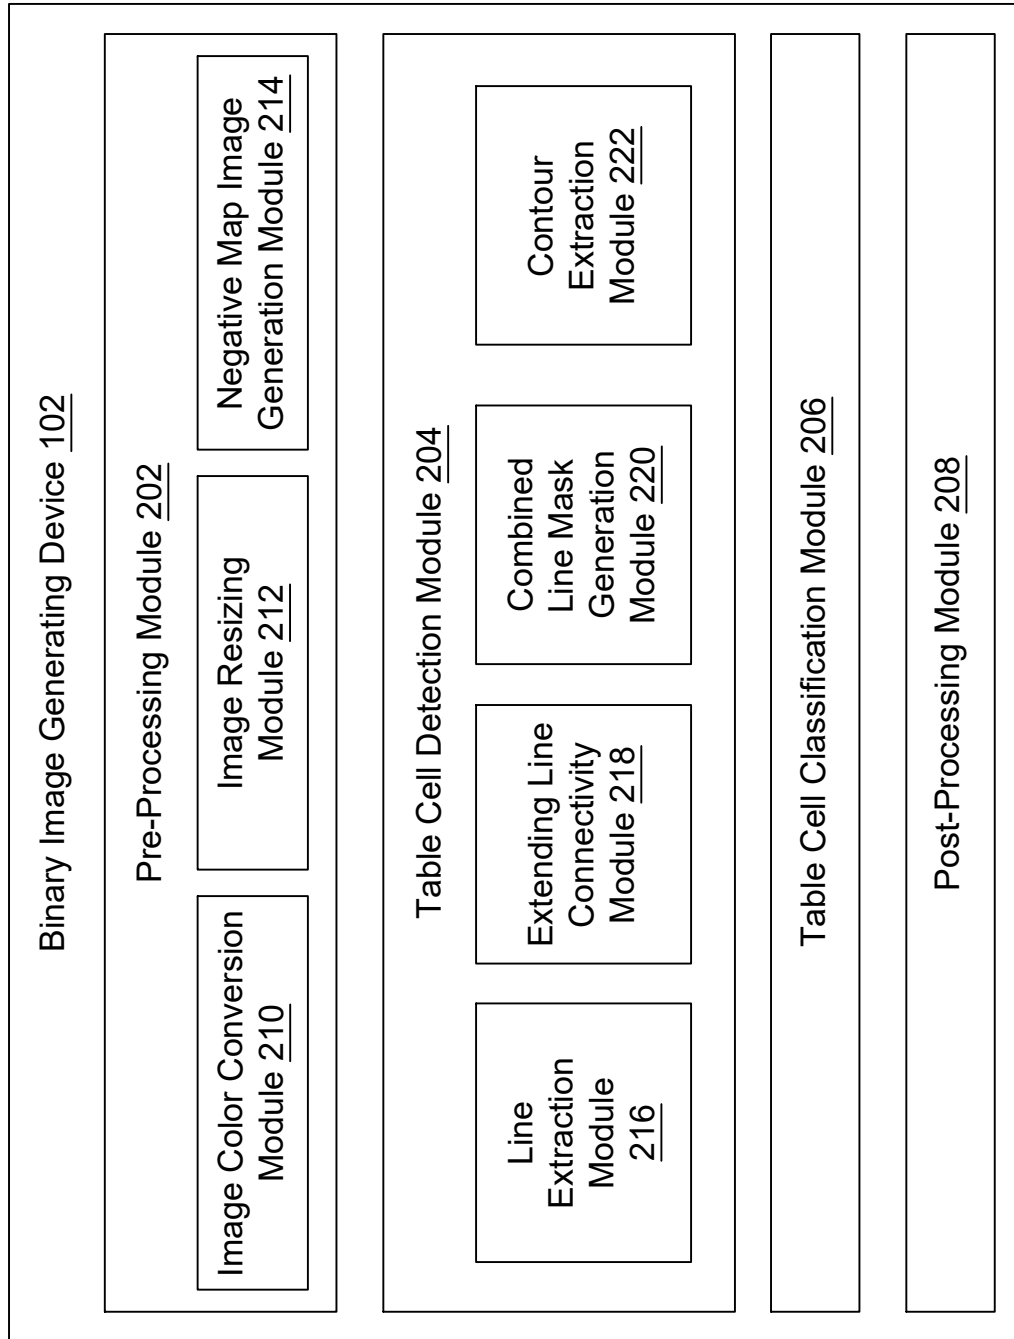 Binary Image Generating Device 102
Pre-Processing Module 202
Image Color Conversion
Module 210
Image Resizing
Module 212
Negative Map Image
Generation Module 214
Table Cell Detection Module 204
Line
Extraction
Module
216
Extending Line
Connectivity
Module 218
Combined
Line Mask
Generation
Module 220
Contour
Extraction
Module 222
Table Cell Classification Module 206
Post-Processing Module 208